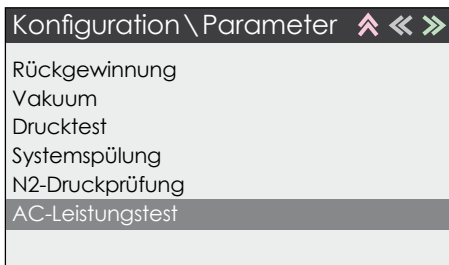 Konfiguration\Parameter
Rückgewinnung
Vakuum
Drucktest
Systemspülung
N2-Druckprüfung
AC-Leistungstest